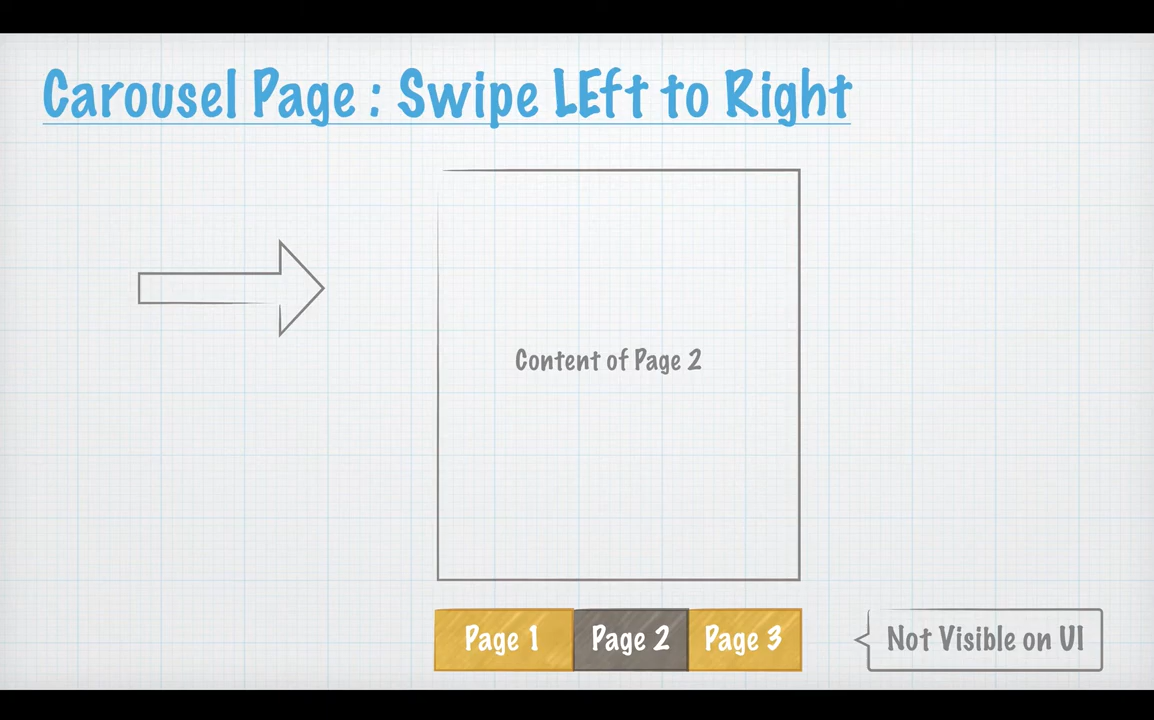 Carousel Page : Swipe LEft to Right
Content of Page 2
Page 1 Page 2 Page 3
Not Visible on UI